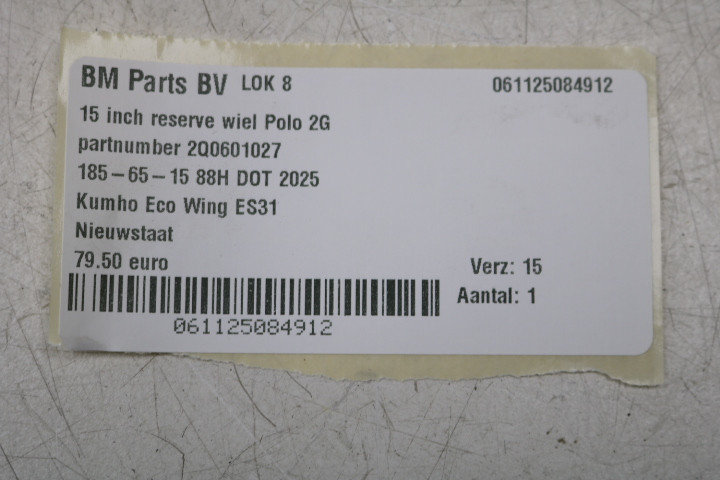 BM Parts BV LOK 8 061125084912
15 inch reserve wiel Polo 2G
partnumber 2Q0601027
185-65-15 88H DOT 2025
Kumho Eco Wing ES31
Nieuwstaat
79.50 euro
Verz: 15
Aantal: 1
061125084912